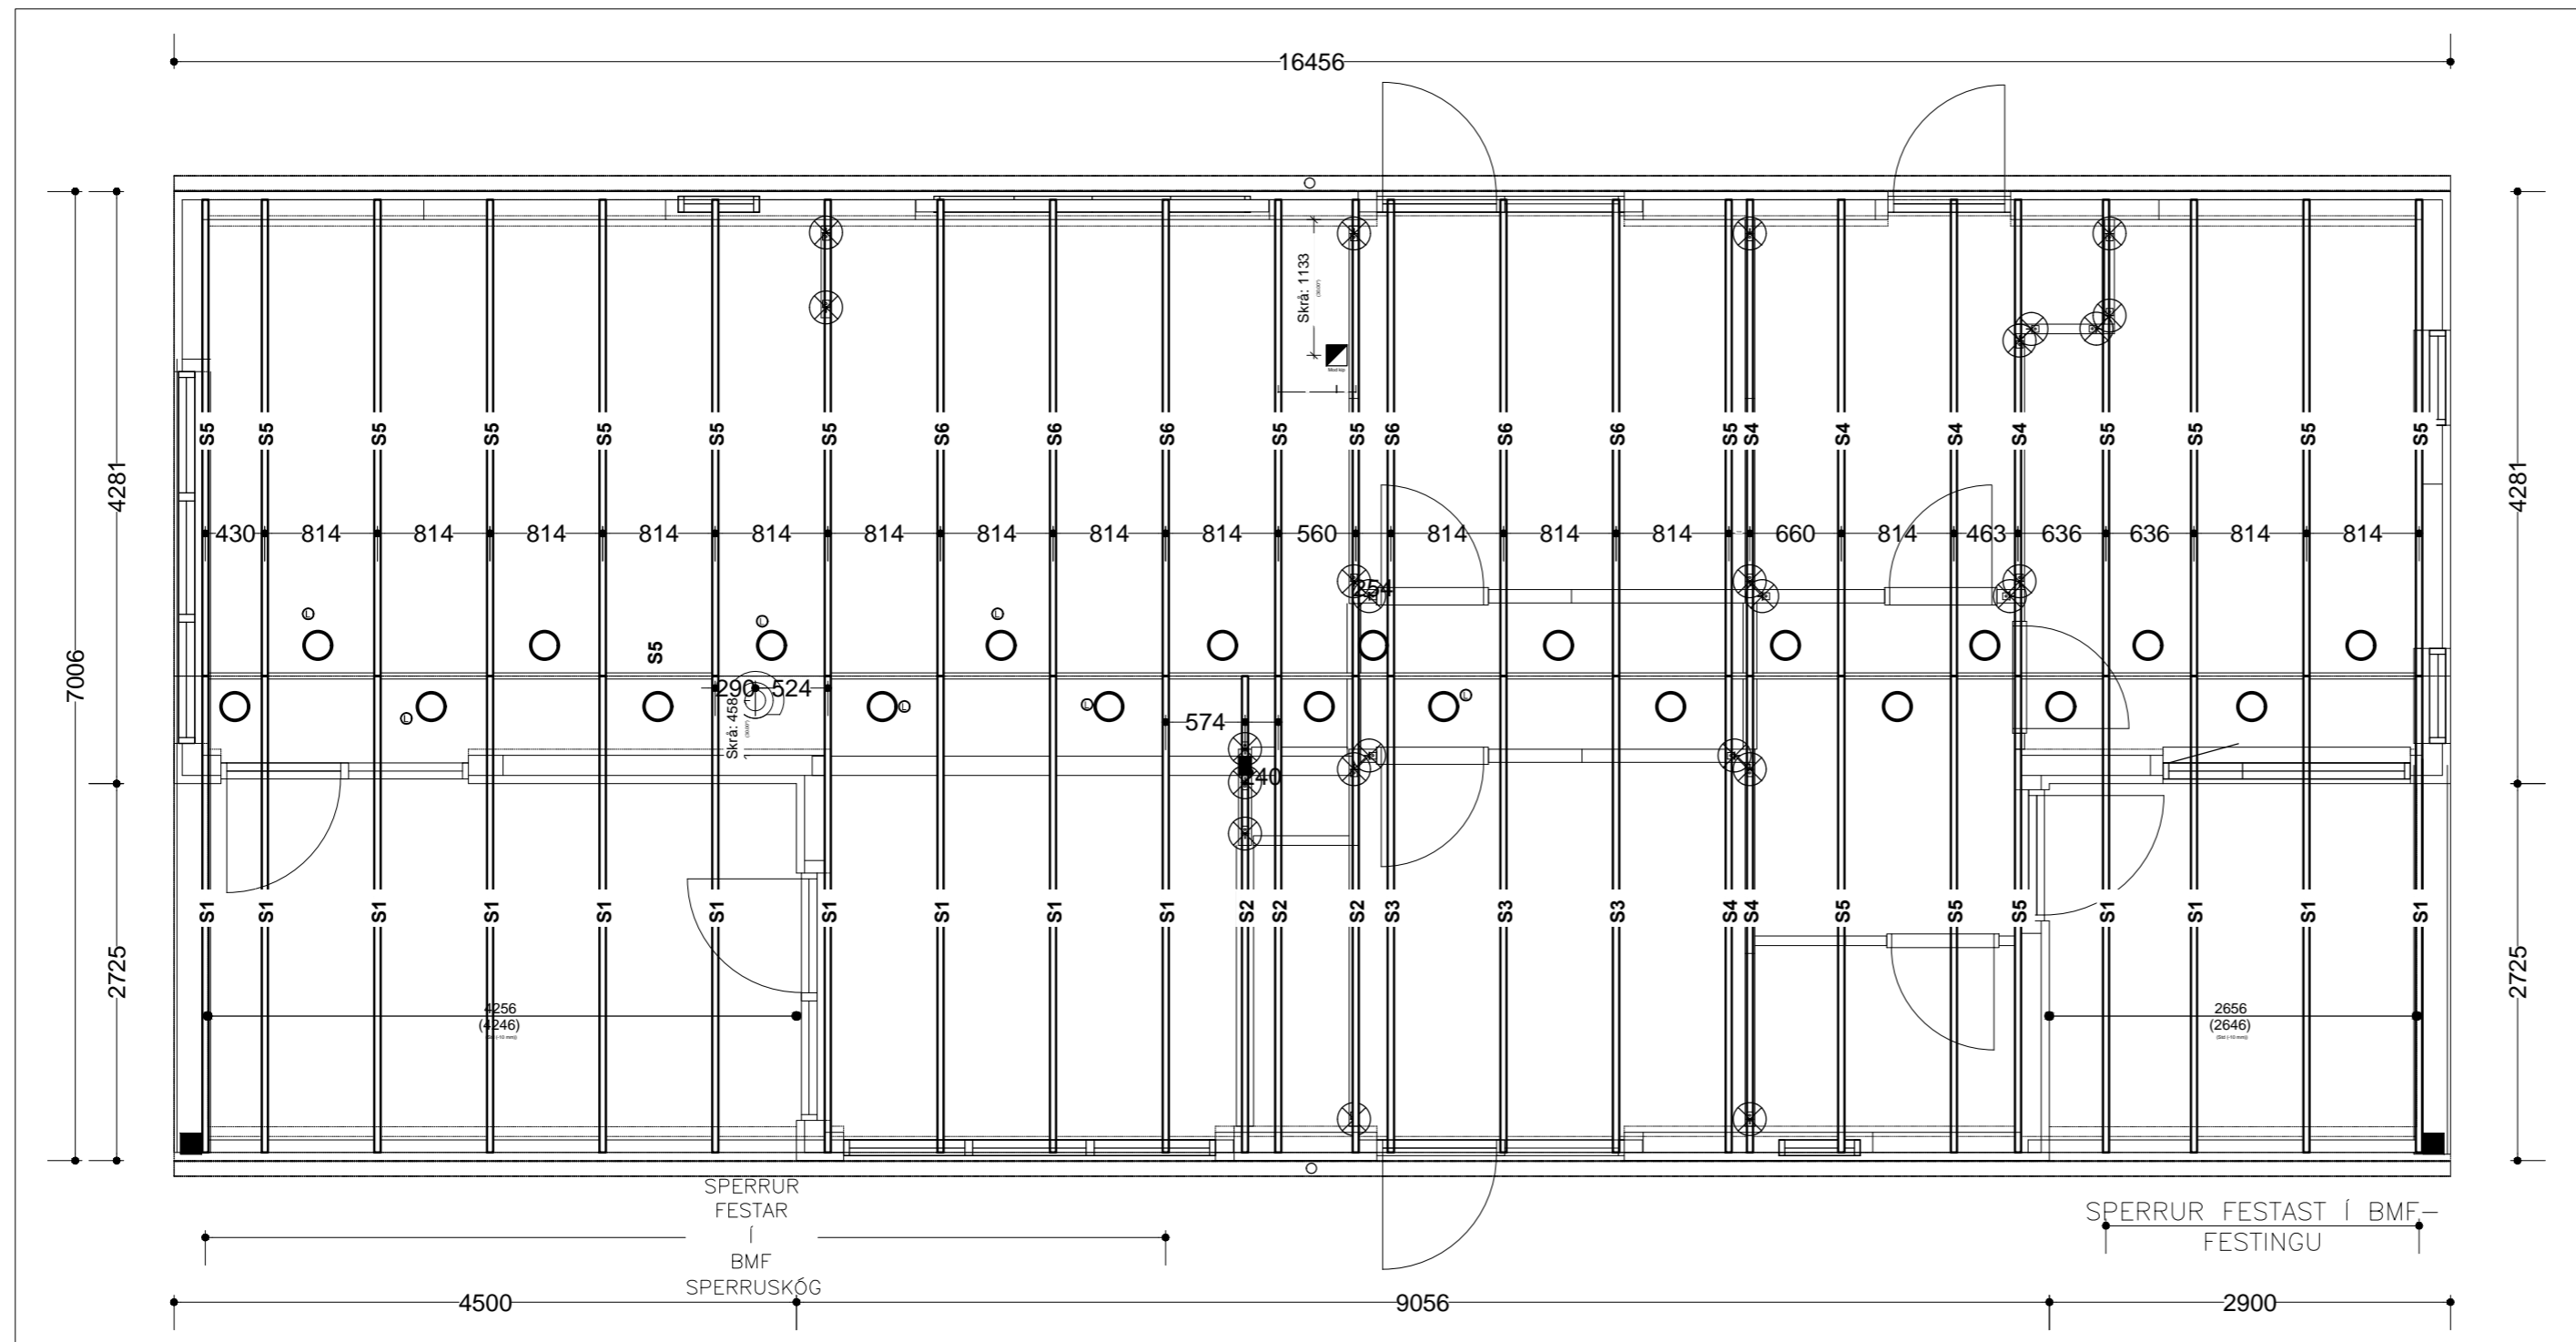 16456
Skrå: 1133
(30.00°)
S5 S5 S5 S5 S5 S5 S5 S6 S6 S6 S5 S5 S6 S6 S6 S5 S4 S4 S4 S4 S5 S5 S5 S5
4281
4281
430 814 814 814 814 814 814 814 814 814 560 814 814 814 660 814 463 636 636 814 814
254
7006
S5
290 524
Skrå: 458
574
240
S1 S1 S1 S1 S1 S1 S1 S1 S1 S1 S2 S2 S2 S3 S3 S3 S4 S4 S5 S5 S5 S1 S1 S1 S1
2725
2725
4256
(4246)
2656
(2646)
SPERRUR
FESTAR
Í
BMF
SPERRUSKÓG
SPERRUR FESTAST Í BMF-
FESTINGU
4500 9056 2900